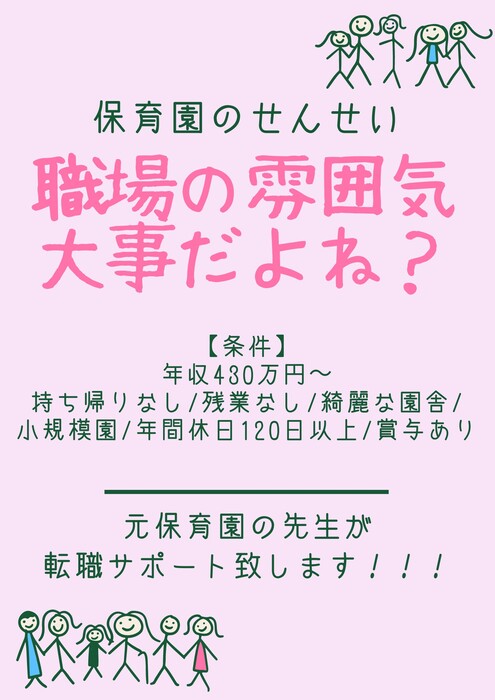 保育園のせんせい
職場の雰囲気
大事だよね?
【条件】
年収430万円〜
持ち帰りなし/残業なし/綺麗な園舎/
小規模園/年間休日120日以上/賞与あり
元保育園の先生が
転職サポート致します!!!